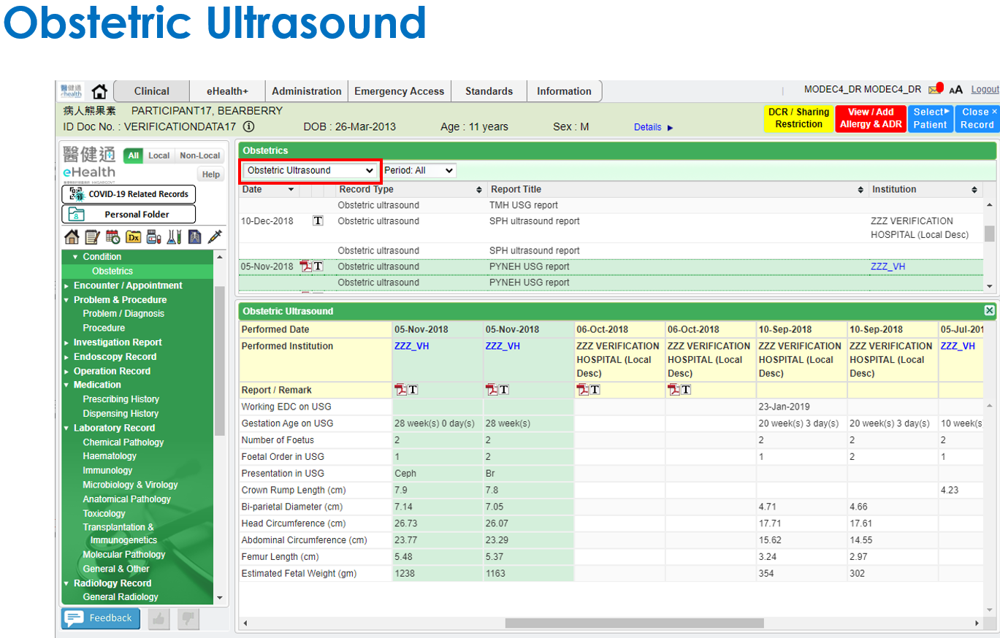 Obstetric Ultrasound
醫健通 ehealth Clinical eHealth+ Administration Emergency Access Standards Information | MODEC4_DR MODEC4_DR AA Logout
病人熊果素 PARTICIPANT17, BEARBERRY
ID Doc No. : VERIFICATIONDATA17 DOB : 26-Mar-2013 Age : 11 years Sex : M Details ▶
DCR / Sharing Restriction
View / Add Allergy & ADR
Select▶ Patient
Close × Record
醫健通 All Local Non-Local
eHealth Help
COVID-19 Related Records
Personal Folder
Dx
▼ Condition
Obstetrics
▶ Encounter / Appointment
▼ Problem & Procedure
Problem / Diagnosis
Procedure
▶ Investigation Report
▶ Endoscopy Record
▶ Operation Record
▼ Medication
Prescribing History
Dispensing History
▼ Laboratory Record
Chemical Pathology
Haematology
Immunology
Microbiology & Virology
Anatomical Pathology
Toxicology
Transplantation &
Immunogenetics
Molecular Pathology
General & Other
▼ Radiology Record
General Radiology
Feedback
Obstetrics
Obstetric Ultrasound Period: All
Date Record Type Report Title Institution
Obstetric ultrasound TMH USG report
10-Dec-2018 T Obstetric ultrasound SPH ultrasound report ZZZ VERIFICATION
HOSPITAL (Local Desc)
Obstetric ultrasound SPH ultrasound report
05-Nov-2018 T Obstetric ultrasound PYNEH USG report ZZZ_VH
Obstetric ultrasound PYNEH USG report
Obstetric Ultrasound
Performed Date 05-Nov-2018 05-Nov-2018 06-Oct-2018 06-Oct-2018 10-Sep-2018 10-Sep-2018 05-Jul-201
Performed Institution ZZZ_VH ZZZ_VH ZZZ VERIFICATION ZZZ VERIFICATION ZZZ VERIFICATION ZZZ VERIFICATION ZZZ_VH
HOSPITAL (Local HOSPITAL (Local HOSPITAL (Local HOSPITAL (Local
Desc) Desc) Desc) Desc)
Report / Remark T T T T
Working EDC on USG 23-Jan-2019
Gestation Age on USG 28 week(s) 0 day(s) 28 week(s) 20 week(s) 3 day(s) 20 week(s) 3 day(s) 10 week(s
Number of Foetus 2 2 2 2 2
Foetal Order in USG 1 2 1 2 1
Presentation in USG Ceph Br
Crown Rump Length (cm) 7.9 7.8 4.23
Bi-parietal Diameter (cm) 7.14 7.05 4.71 4.66
Head Circumference (cm) 26.73 26.07 17.71 17.61
Abdominal Circumference (cm) 23.77 23.29 15.62 14.55
Femur Length (cm) 5.48 5.37 3.24 2.97
Estimated Fetal Weight (gm) 1238 1163 354 302